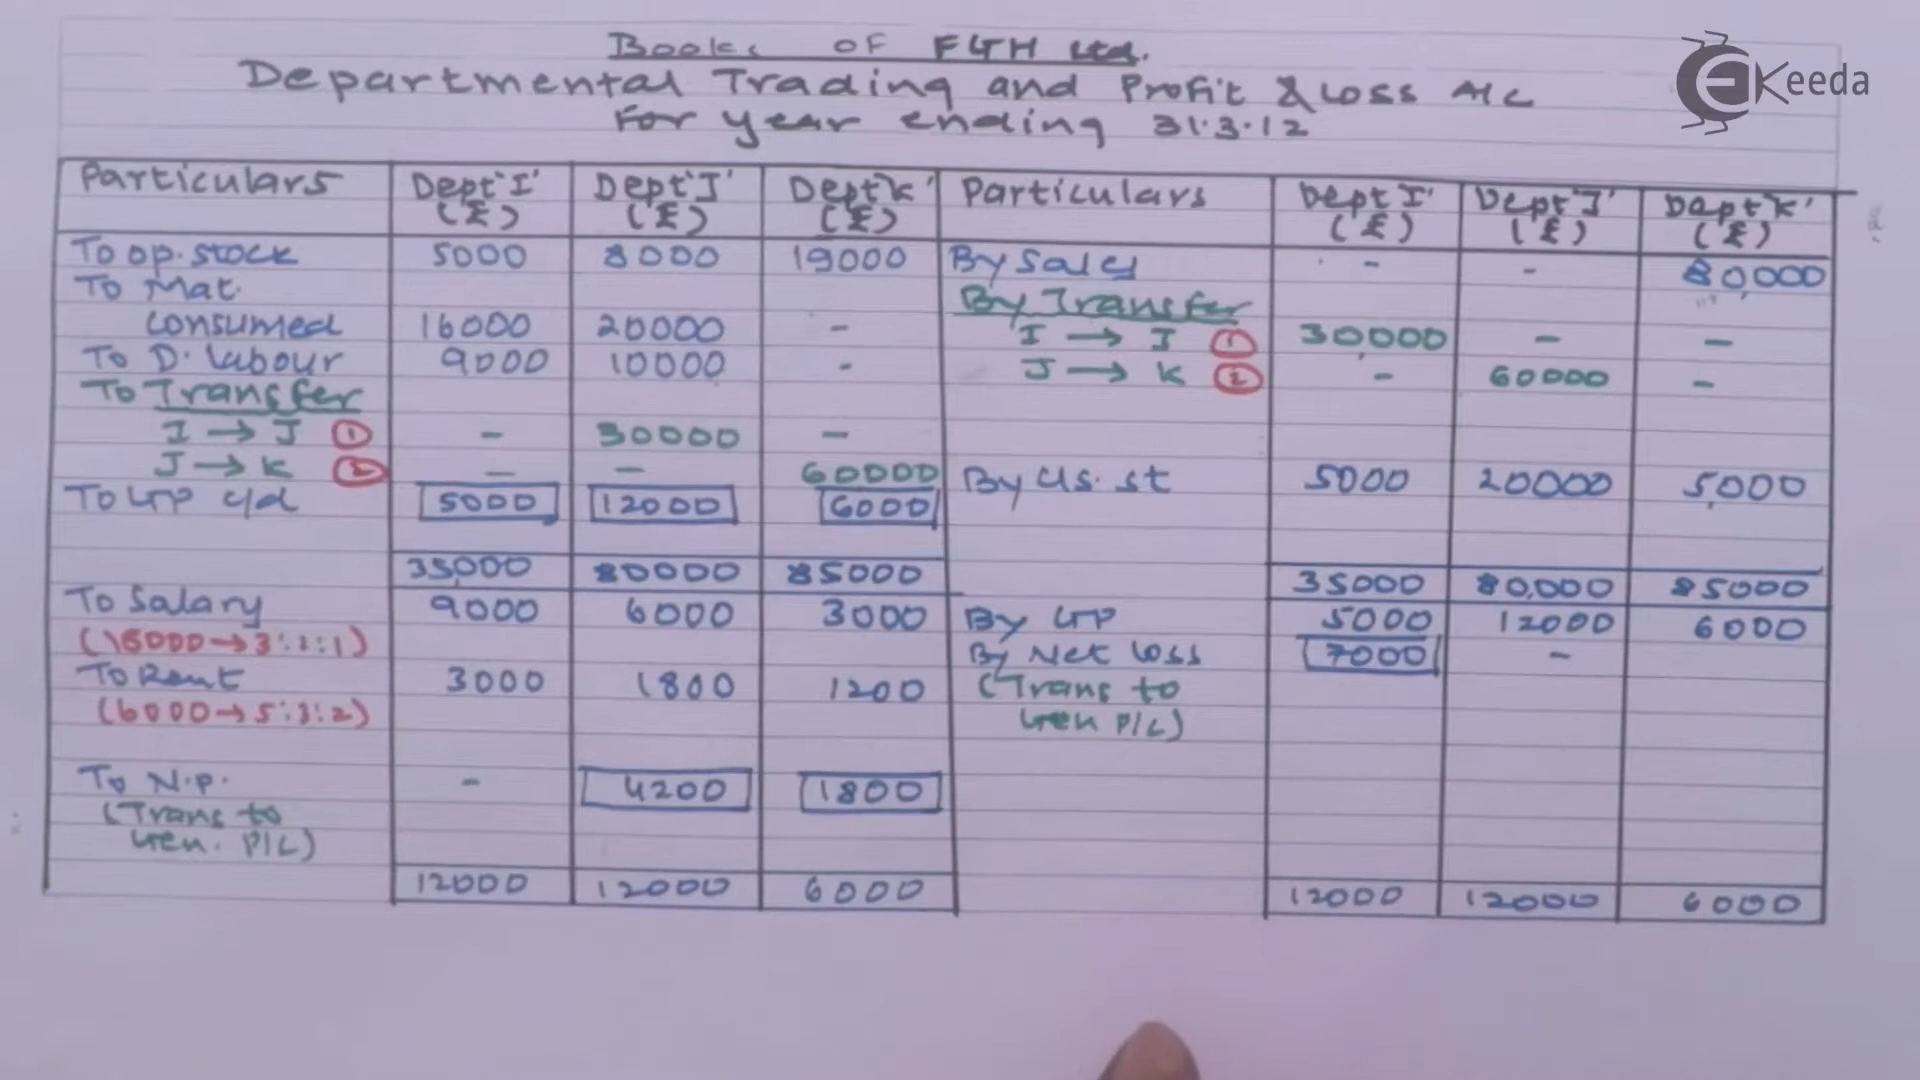 Keeda
Books OF FGH Ltd.
Departmental Trading and Profit & Loss A/c
For year ending 31.3.12
Particulars Dept 'I' (₤) Dept 'J' (₤) Dept 'K' (₤) Particulars Dept 'I' (₤) Dept 'J' (₤) Dept 'K' (₤)
To op. stock 5000 8000 19000 By Sales - - 80,000
To Mat. By Transfer
consumed 16000 20000 - I → J ① 30,000 - -
To D. labour 9000 10000 - J → K ② - 60000 -
To Transfer
I → J ① - 30000 -
J → K ② - - 60000 By Cls. st 5000 20000 5,000
To GP c/d 5000 12000 6000
35,000 80000 85000 35000 80,000 85000
To Salary 9000 6000 3000 By GP 5000 12000 6000
(18000→3:2:1) By Net loss 7000 -
To Rent 3000 1800 1200 (Trans to
(6000→5:3:2) Gen P/L)
To N.P. - 4200 1800
(Trans to
Gen. P/L)
12000 12000 6000 12000 12000 6000